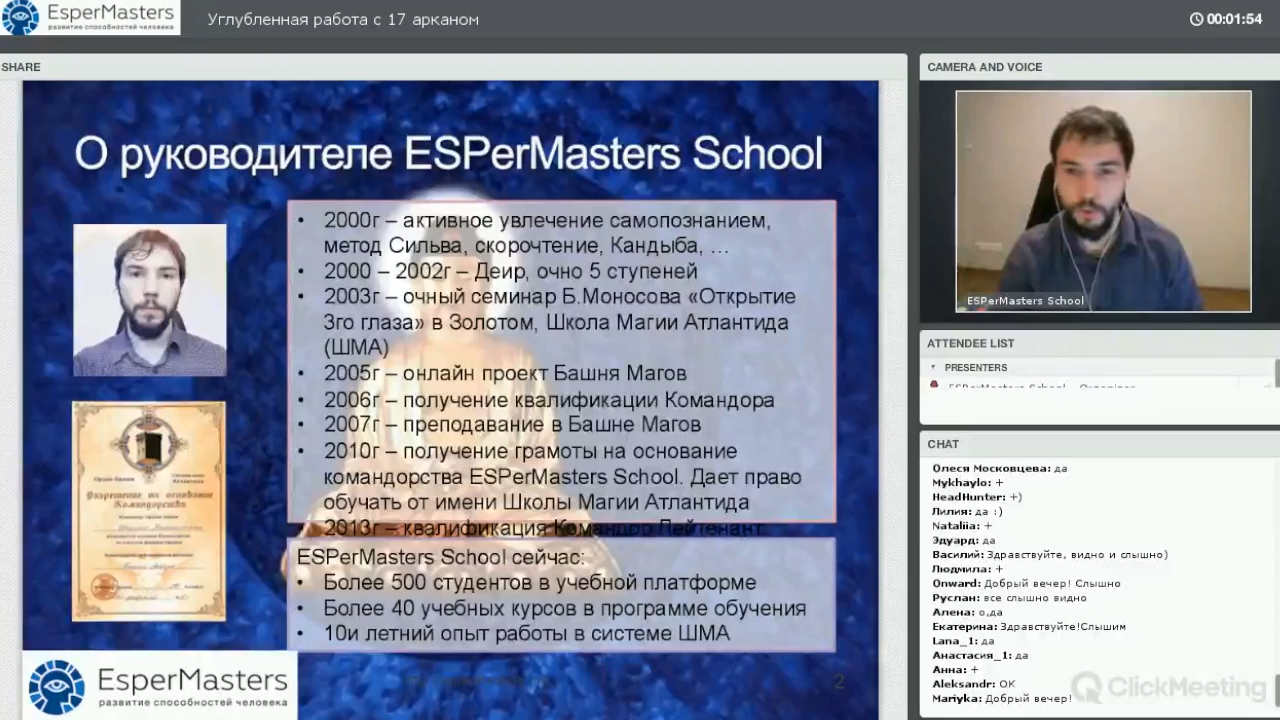 EsperMasters
развитие способностей человека
Углубленная работа с 17 арканом
00:01:54
SHARE
О руководителе ESPerMasters School
• 2000г – активное увлечение самопознанием,
метод Сильва, скорочтение, Кандыба, …
• 2000 – 2002г – Деир, очно 5 ступеней
• 2003г – очный семинар Б.Моносова «Открытие
3го глаза» в Золотом, Школа Магии Атлантида
(ШМА)
• 2005г – онлайн проект Башня Магов
• 2006г – получение квалификации Командора
• 2007г – преподавание в Башне Магов
• 2010г – получение грамоты на основание
командорства ESPerMasters School. Дает право
обучать от имени Школы Магии Атлантида
• 2013г – квалификация Командор Лейтенант
ESPerMasters School сейчас:
• Более 500 студентов в учебной платформе
• Более 40 учебных курсов в программе обучения
• 10и летний опыт работы в системе ШМА
Разрешение на основание
Командорства
EsperMasters
развитие способностей человека
2
CAMERA AND VOICE
ESPerMasters School
ATTENDEE LIST
PRESENTERS
CHAT
Олеся Московцева: да
Mykhaylo: +
HeadHunter: +)
Лилия: да :)
Nataliia: +
Эдуард: да
Василий: Здравствуйте, видно и слышно)
Людмила: +
Onward: Добрый вечер! Слышно
Руслан: все слышно видно
Алена: о,да
Екатерина: Здравствуйте!Слышим
Lana_1: да
Анастасия_1: да
Анна: +
Aleksandr: OK
Mariyka: Добрый вечер!
ClickMeeting